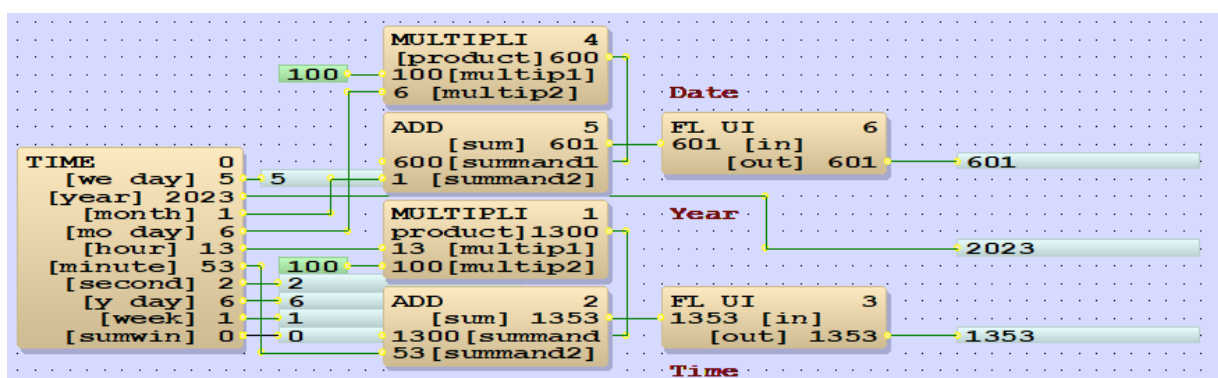 MULTIPLI 4
[product]600
100
100[multip1]
6 [multip2]
Date
ADD 5
[sum] 601
600[summand1
1 [summand2]
FL UI 6
601 [in]
[out] 601
601
TIME 0
[we day] 5
5
[year] 2023
[month] 1
[mo day] 6
[hour] 13
[minute] 53
[second] 2
[y day] 6
[week] 1
[sumwin] 0
2
6
1
0
MULTIPLI 1
product]1300
13 [multip1]
100
100[multip2]
Year
2023
ADD 2
[sum] 1353
1300[summand
53[summand2]
FL UI 3
1353 [in]
[out] 1353
1353
Time